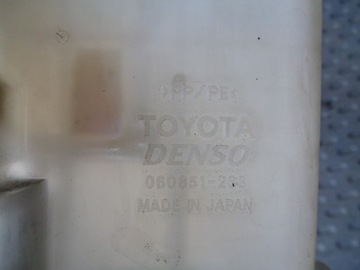 >PP/PE<
TOYOTA
DENSO
060851-233
MADE IN JAPAN